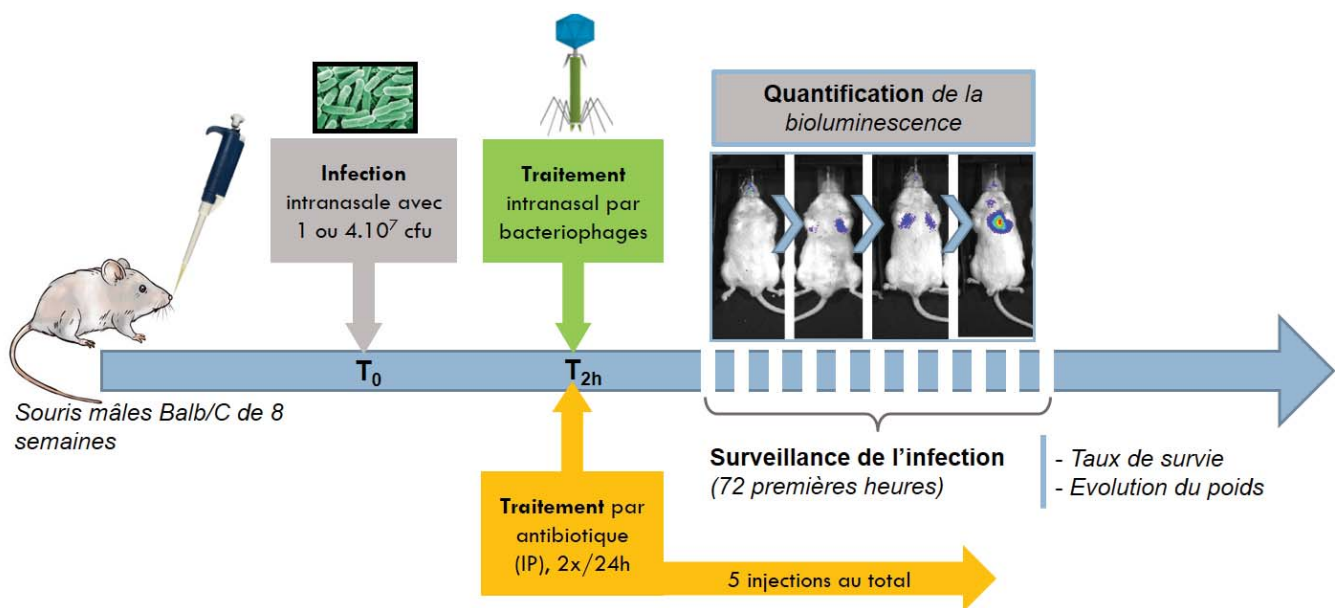 Infection
intranasale avec
1 ou 4.10⁷ cfu
Traitement
intranasal par
bacteriophages
Quantification de la
bioluminescence
T₀
T₂ₕ
Souris mâles Balb/C de 8
semaines
Surveillance de l'infection
(72 premières heures)
- Taux de survie
- Evolution du poids
Traitement par
antibiotique
(IP), 2x/24h
5 injections au total